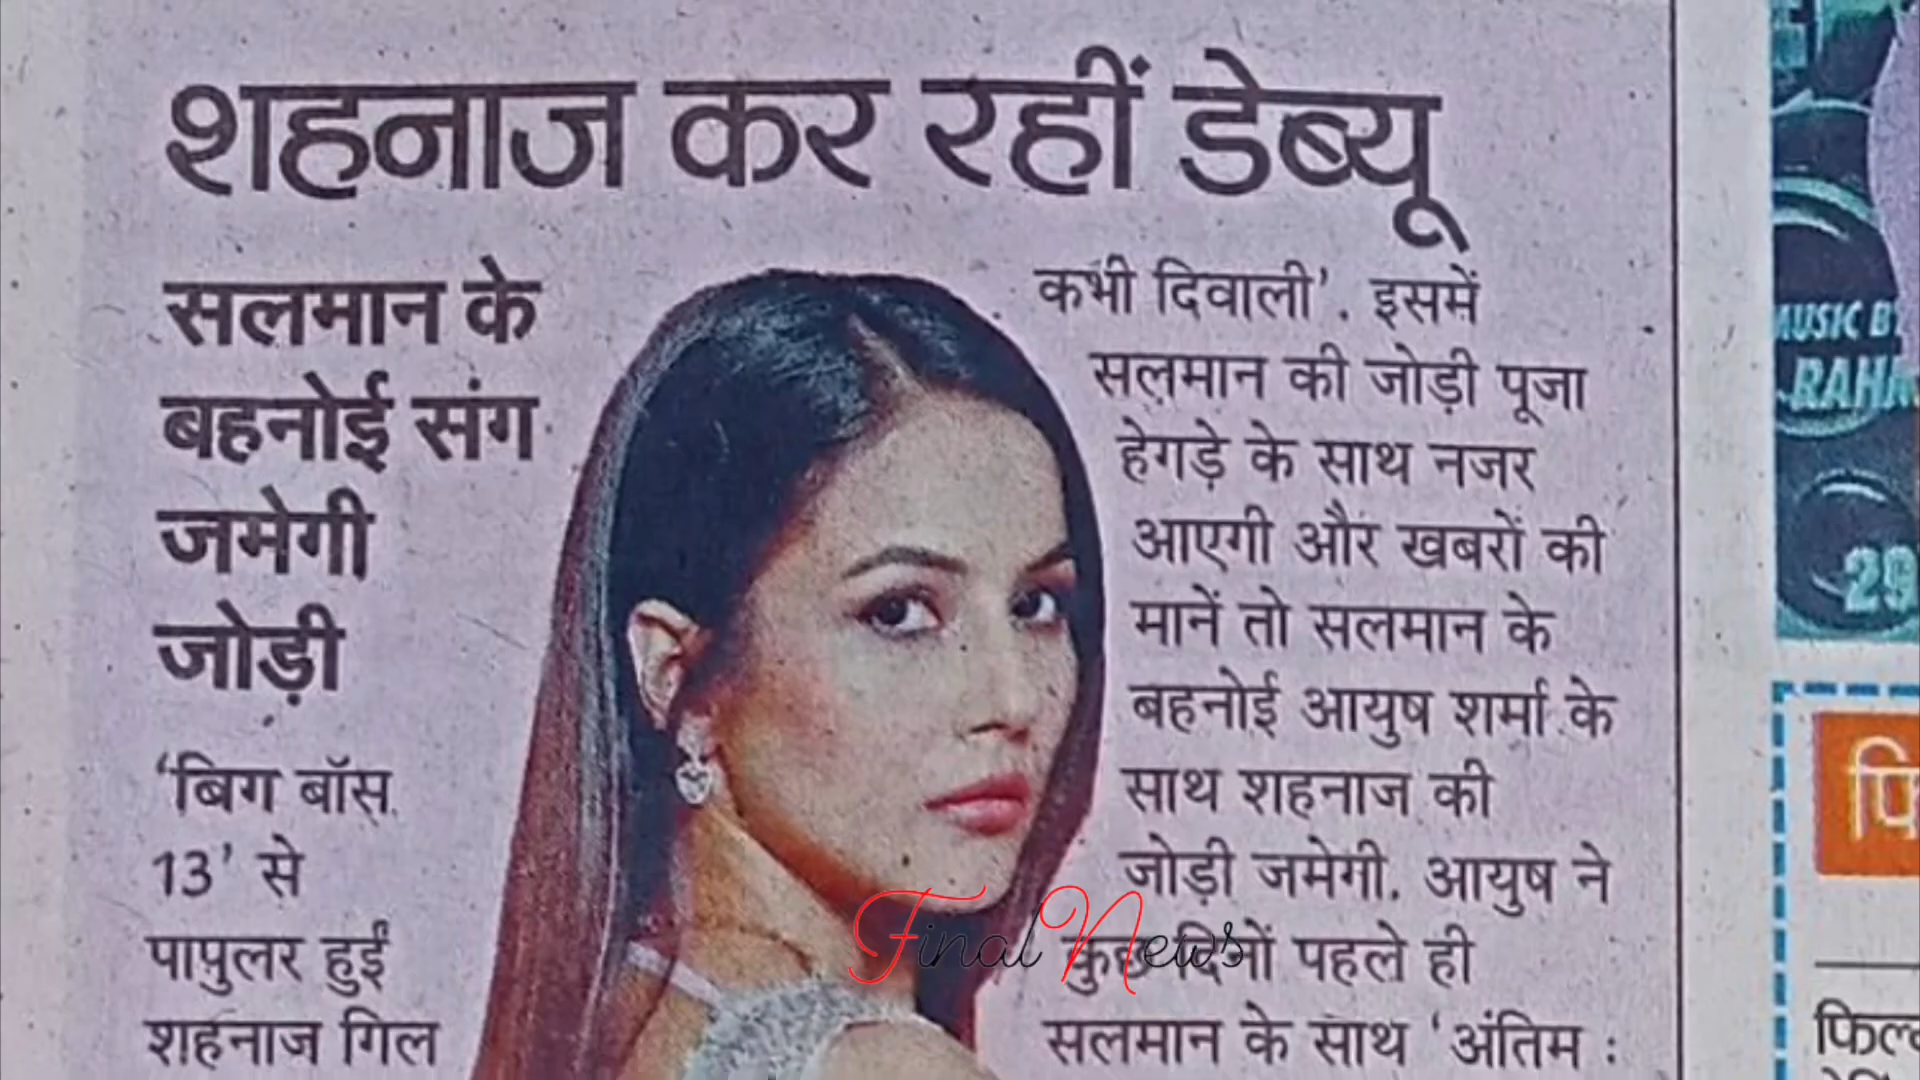 शहनाज कर रहीं डेब्यू
सलमान के
बहनोई संग
जमेगी
जोड़ी
‘बिग बॉस
13’ से
पापुलर हुईं
शहनाज गिल
कभी दिवाली’. इसमें
सलमान की जोड़ी पूजा
हेगड़े के साथ नजर
आएगी और खबरों की
मानें तो सलमान के
बहनोई आयुष शर्मा के
साथ शहनाज की
जोड़ी जमेगी. आयुष ने
कुछ दिनों पहले ही
सलमान के साथ ‘अंतिम :
Final News
MUSIC BY
29